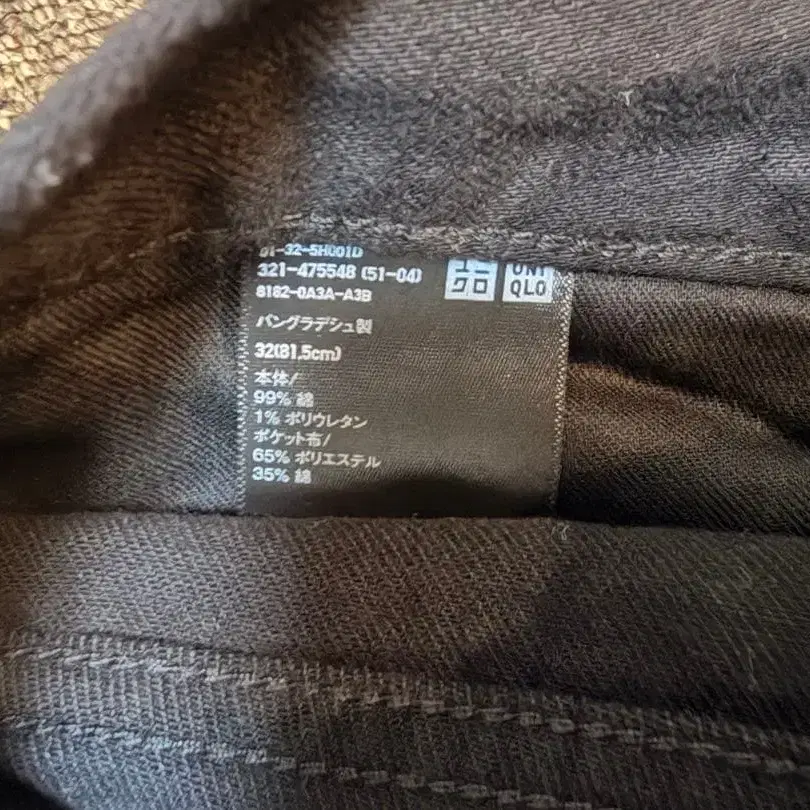 91-32-5H001D
321-475548 (51-04)
8182-0A3A-A3B
ユニ
クロ
UNI
QLO
バングラデシュ製
32(81.5cm)
本体/
99% 綿
1% ポリウレタン
ポケット布/
65% ポリエステル
35% 綿